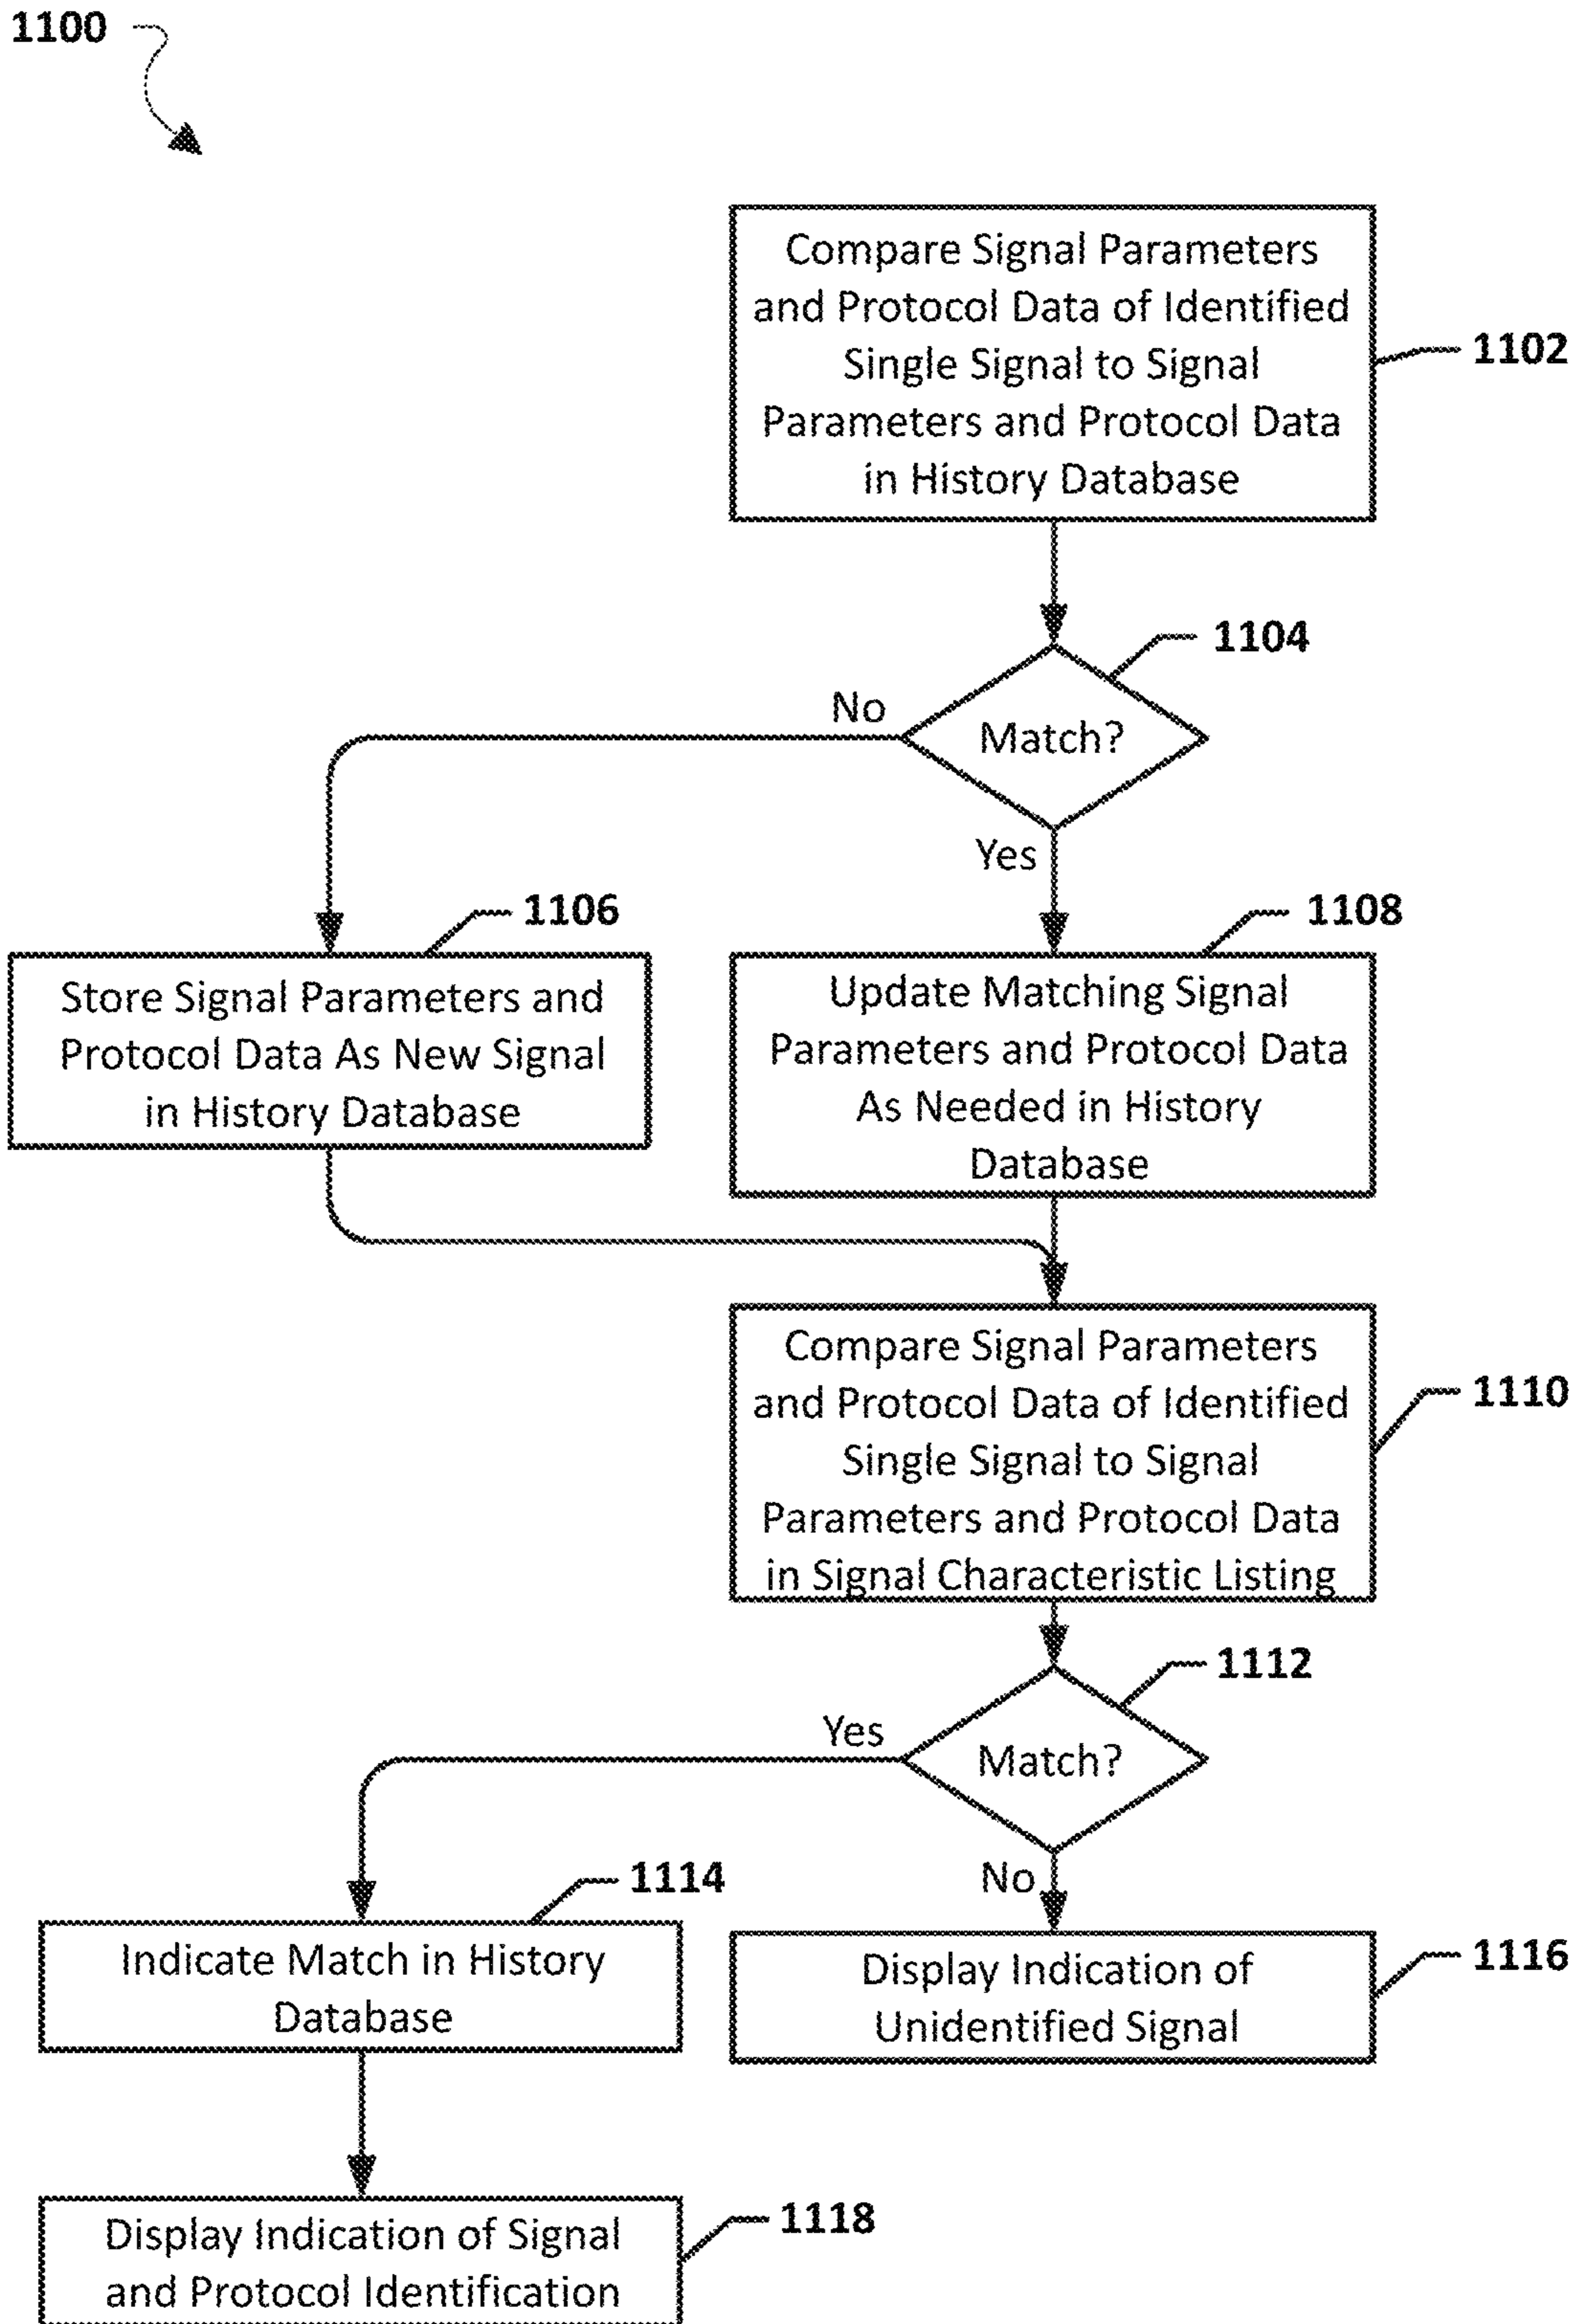 1100
Compare Signal Parameters
and Protocol Data of Identified
Single Signal to Signal
Parameters and Protocol Data
in History Database
1102
1104
Match?
No
Yes
1106
Store Signal Parameters and
Protocol Data As New Signal
in History Database
1108
Update Matching Signal
Parameters and Protocol Data
As Needed in History
Database
Compare Signal Parameters
and Protocol Data of Identified
Single Signal to Signal
Parameters and Protocol Data
in Signal Characteristic Listing
1110
1112
Match?
Yes
No
1114
Indicate Match in History
Database
Display Indication of
Unidentified Signal
1116
Display Indication of Signal
and Protocol Identification
1118